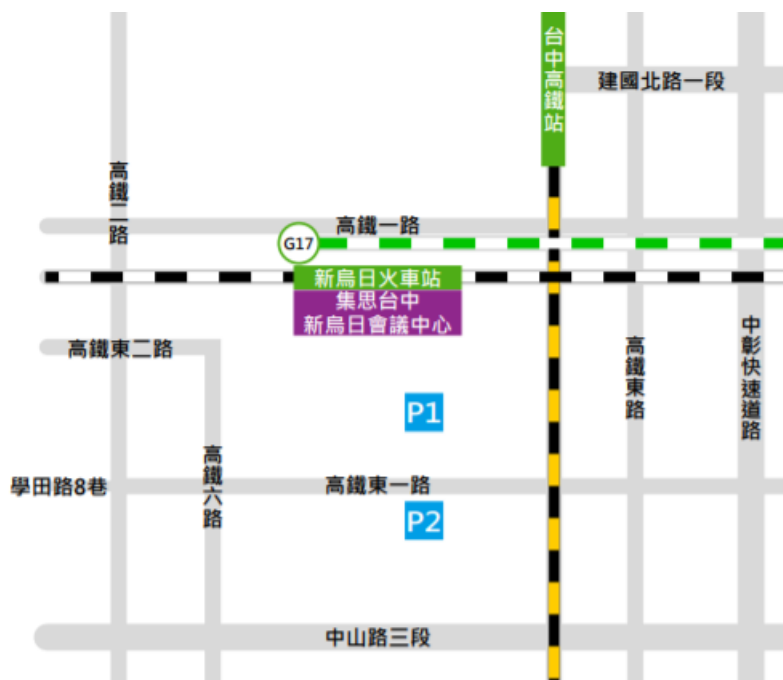 台中高鐵站
建國北路一段
高鐵二路
高鐵一路
G17
新烏日火車站
集思台中
新烏日會議中心
高鐵東二路
高鐵東路
中彰快速道路
P1
高鐵六路
學田路8巷
高鐵東一路
P2
中山路三段